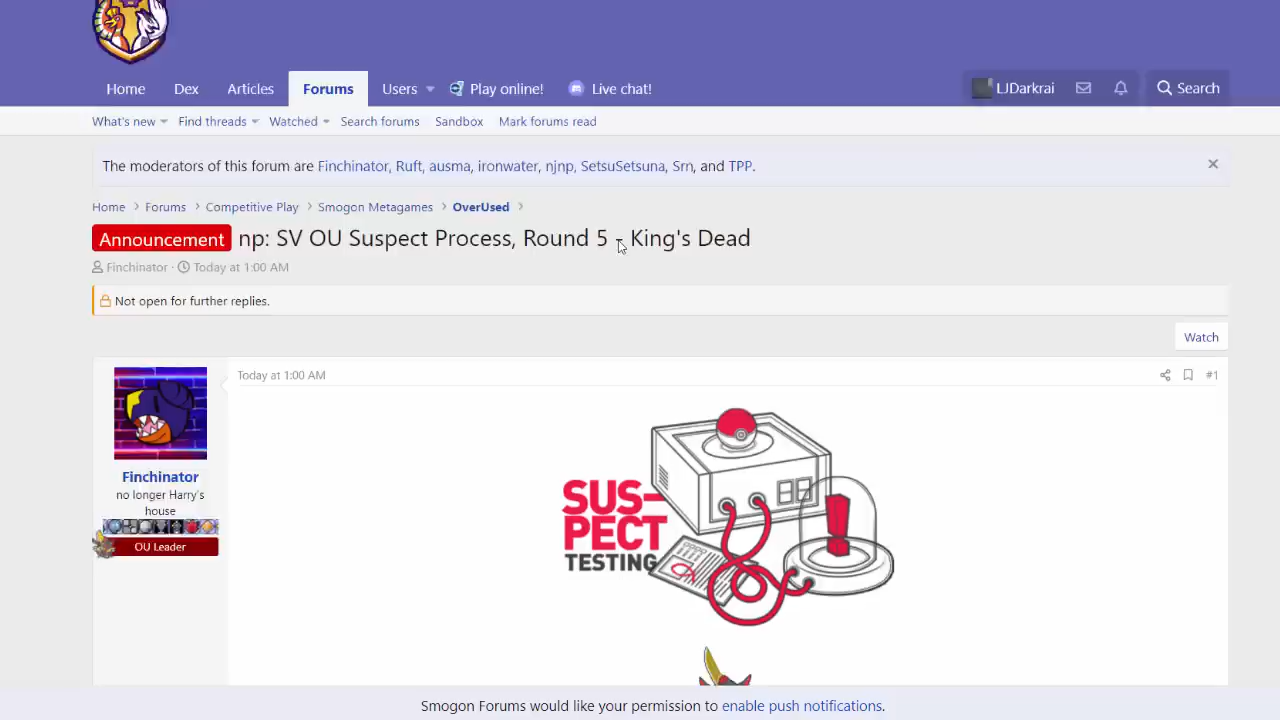 Home Dex Articles Forums Users Play online! Live chat! LJDarkrai Search
What's new Find threads Watched Search forums Sandbox Mark forums read
The moderators of this forum are Finchinator, Ruft, ausma, ironwater, njnp, SetsuSetsuna, Srn, and TPP.
Home Forums Competitive Play Smogon Metagames OverUsed
Announcement np: SV OU Suspect Process, Round 5 - King's Dead
Finchinator Today at 1:00 AM
Not open for further replies.
Watch
Today at 1:00 AM #1
Finchinator
no longer Harry's
house
OU Leader
SUS-
PECT
TESTING
Smogon Forums would like your permission to enable push notifications.